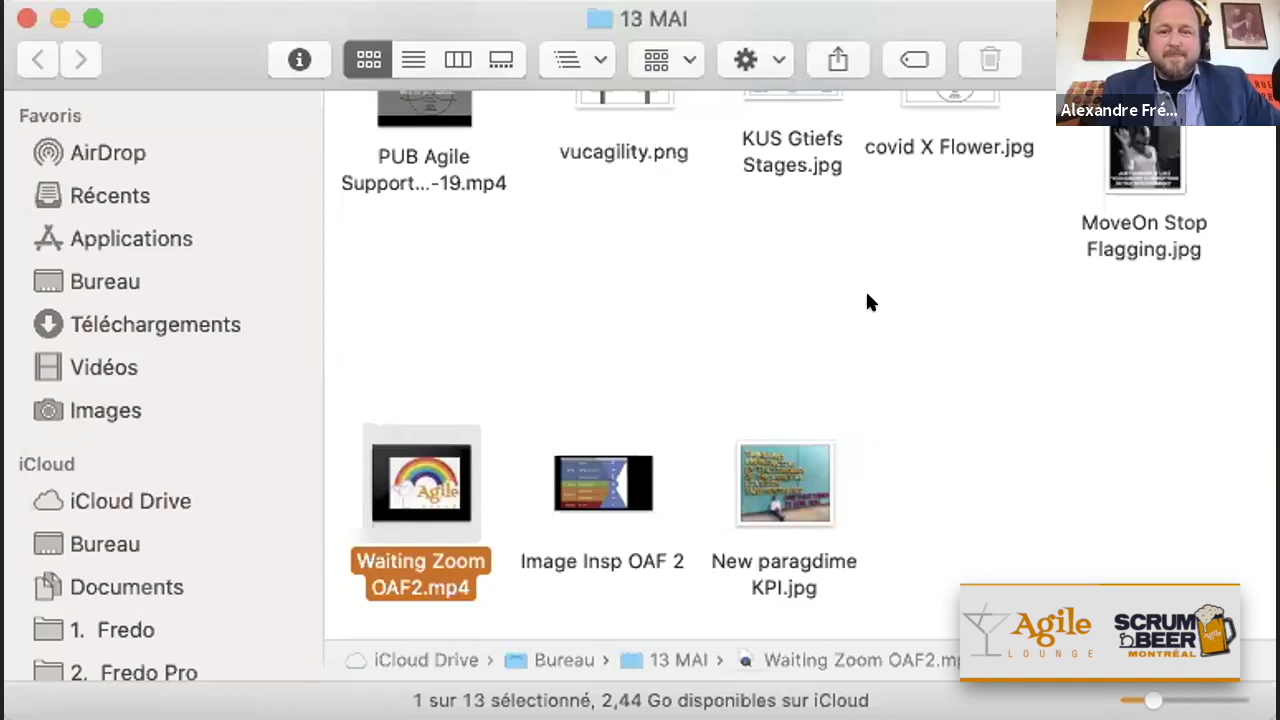 13 MAI
Alexandre Fré...
Favoris
AirDrop
Récents
Applications
Bureau
Téléchargements
Vidéos
Images
iCloud
iCloud Drive
Bureau
Documents
1. Fredo
2. Fredo Pro
PUB Agile
Support...-19.mp4
vucagility.png
KUS Gtiefs
Stages.jpg
covid X Flower.jpg
MoveOn Stop
Flagging.jpg
Agile
Waiting Zoom
OAF2.mp4
Image Insp OAF 2
New paragdime
KPI.jpg
iCloud Drive › Bureau › 13 MAI › Waiting Zoom OAF2.mp
Agile
LOUNGE
SCRUM
BEER
MONTRÉAL
Agile
1 sur 13 sélectionné, 2,44 Go disponibles sur iCloud